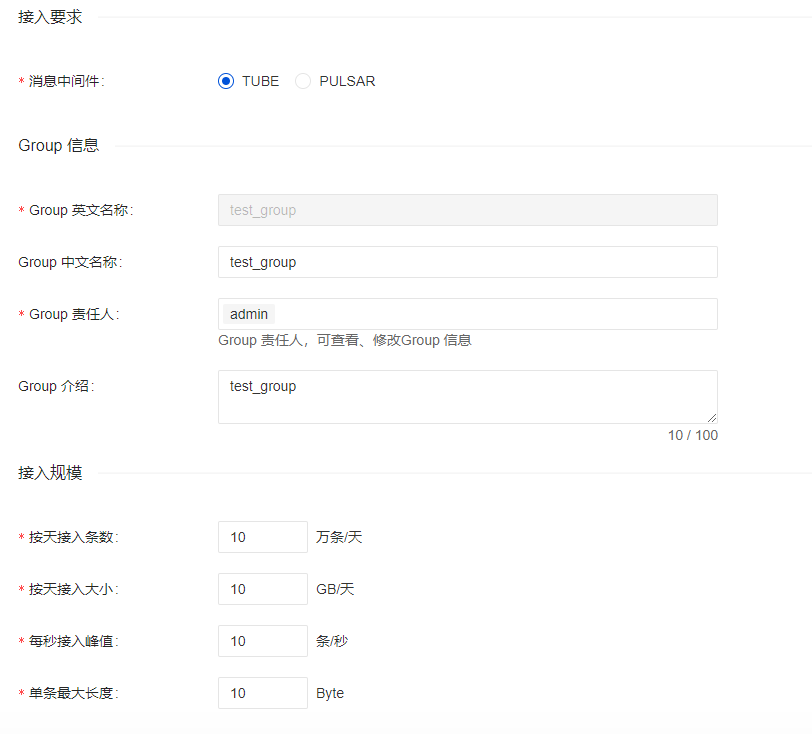 接入要求
* 消息中间件: TUBE PULSAR
Group 信息
* Group 英文名称: test_group
Group 中文名称: test_group
* Group 责任人: admin
Group 责任人，可查看、修改Group 信息
Group 介绍: test_group
10 / 100
接入规模
* 按天接入条数: 10 万条/天
* 按天接入大小: 10 GB/天
* 每秒接入峰值: 10 条/秒
* 单条最大长度: 10 Byte